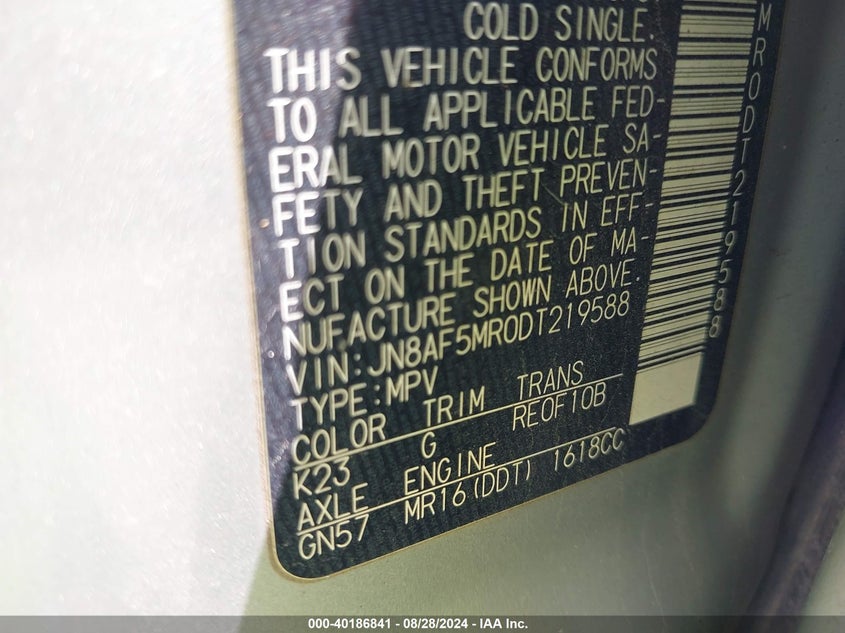 COLD SINGLE.
THIS VEHICLE CONFORMS
TO ALL APPLICABLE FED-
ERAL MOTOR VEHICLE SA-
FETY AND THEFT PREVEN-
TION STANDARDS IN EFF-
ECT ON THE DATE OF MA-
NUFACTURE SHOWN ABOVE.
VIN:JN8AF5MR0DT219588
TYPE:MPV
COLOR TRIM TRANS
K23 G RE0F10B
AXLE ENGINE
GN57 MR16(DDT) 1618CC
MR0DT219588
000-40186841 - 08/28/2024 - IAA Inc.